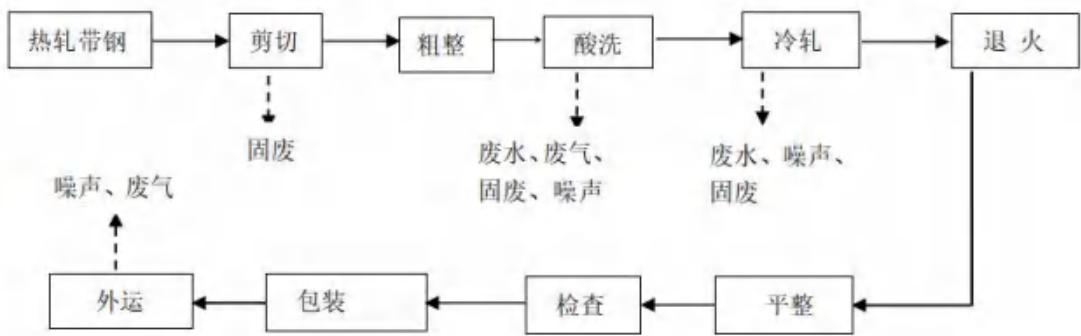 热轧带钢
剪切
粗整
酸洗
冷轧
退 火
固废
废水、废气、
固废、噪声
废水、噪声、
固废
噪声、废气
外运
包装
检查
平整